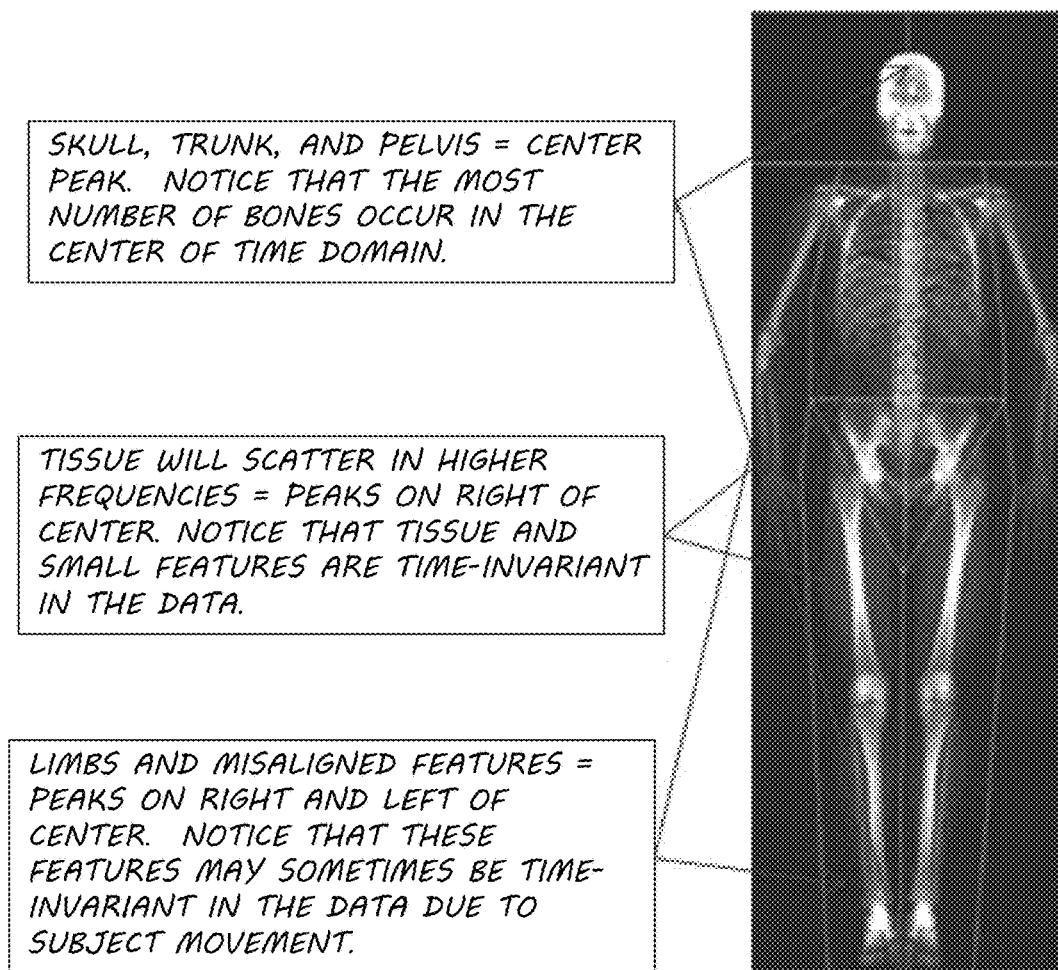 SKULL, TRUNK, AND PELVIS = CENTER
PEAK. NOTICE THAT THE MOST
NUMBER OF BONES OCCUR IN THE
CENTER OF TIME DOMAIN.
TISSUE WILL SCATTER IN HIGHER
FREQUENCIES = PEAKS ON RIGHT OF
CENTER. NOTICE THAT TISSUE AND
SMALL FEATURES ARE TIME-INVARIANT
IN THE DATA.
LIMBS AND MISALIGNED FEATURES =
PEAKS ON RIGHT AND LEFT OF
CENTER. NOTICE THAT THESE
FEATURES MAY SOMETIMES BE TIME-
INVARIANT IN THE DATA DUE TO
SUBJECT MOVEMENT.